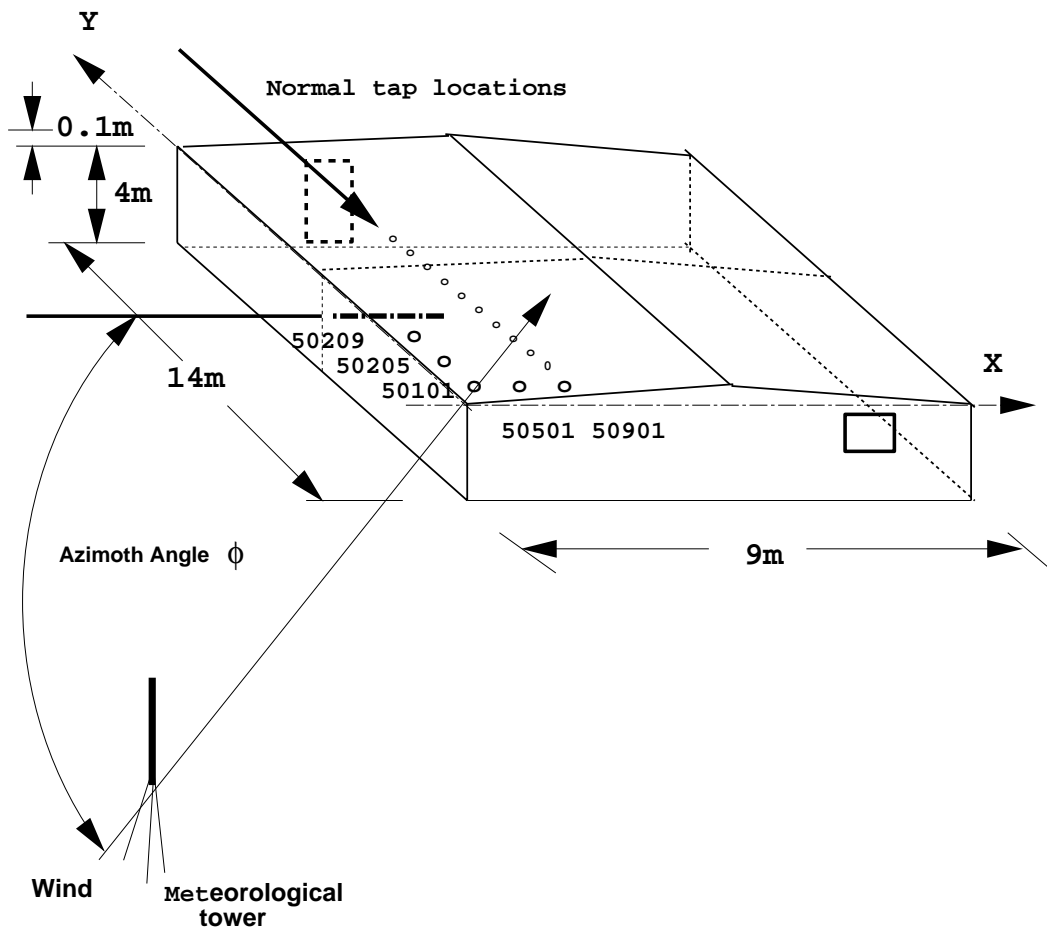 Y
Normal tap locations
0.1m
4m
50209
50205
50101
14m
X
50501 50901
Azimoth Angle ϕ
9m
Wind
Meteorological
tower